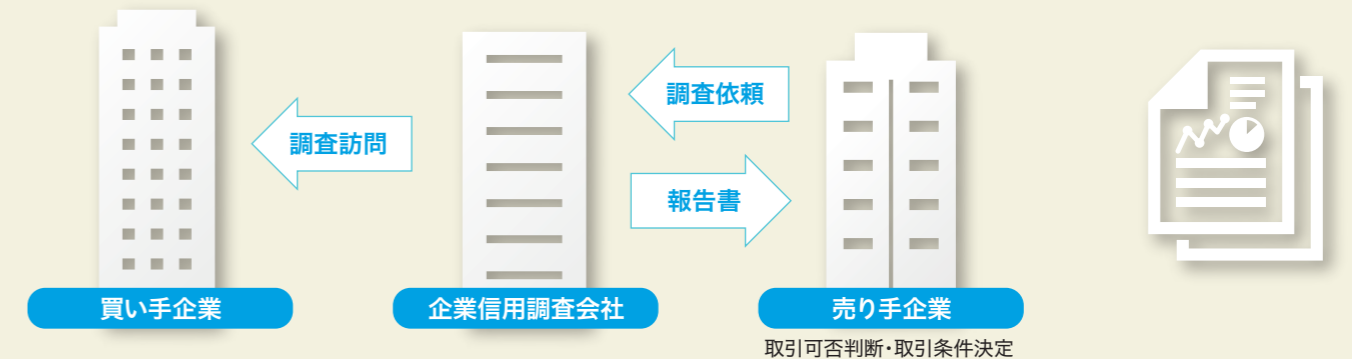 調査依頼
調査訪問
報告書
買い手企業
企業信用調査会社
売り手企業
取引可否判断・取引条件決定